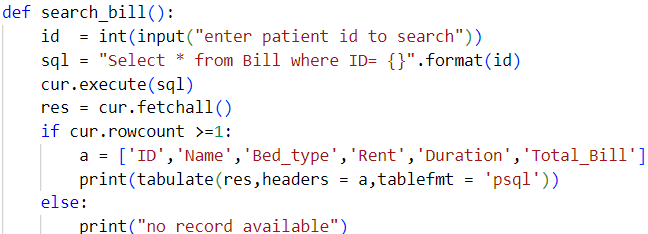 def search_bill():
    id  = int(input("enter patient id to search"))
    sql = "Select * from Bill where ID= {}".format(id)
    cur.execute(sql)
    res = cur.fetchall()
    if cur.rowcount >=1:
        a = ['ID','Name','Bed_type','Rent','Duration','Total_Bill']
        print(tabulate(res,headers = a,tablefmt = 'psql'))
    else:
        print("no record available")